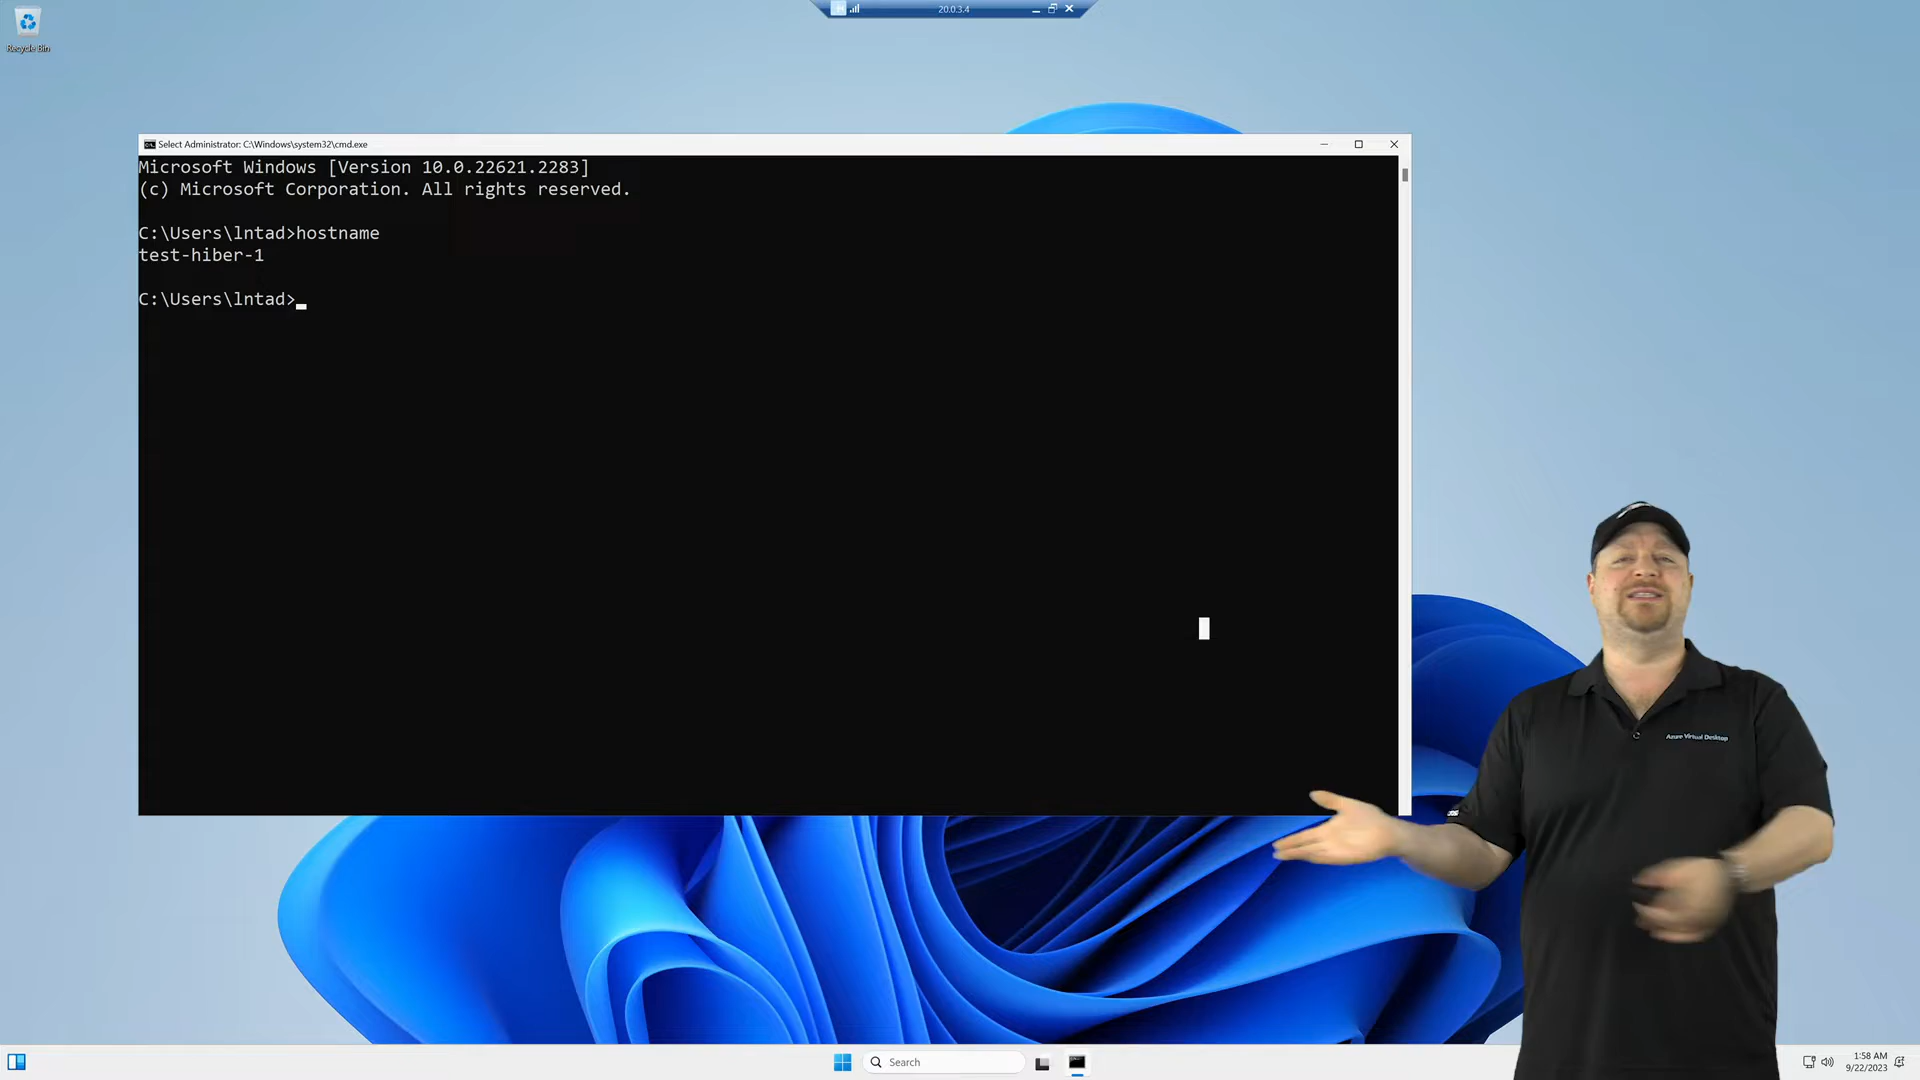 20.0.3.4
Recycle Bin
Select Administrator: C:\Windows\system32\cmd.exe
Microsoft Windows [Version 10.0.22621.2283]
(c) Microsoft Corporation. All rights reserved.
C:\Users\lntad>hostname
test-hiber-1
C:\Users\lntad>
Azure Virtual Desktop
Search
1:58 AM
9/22/2023